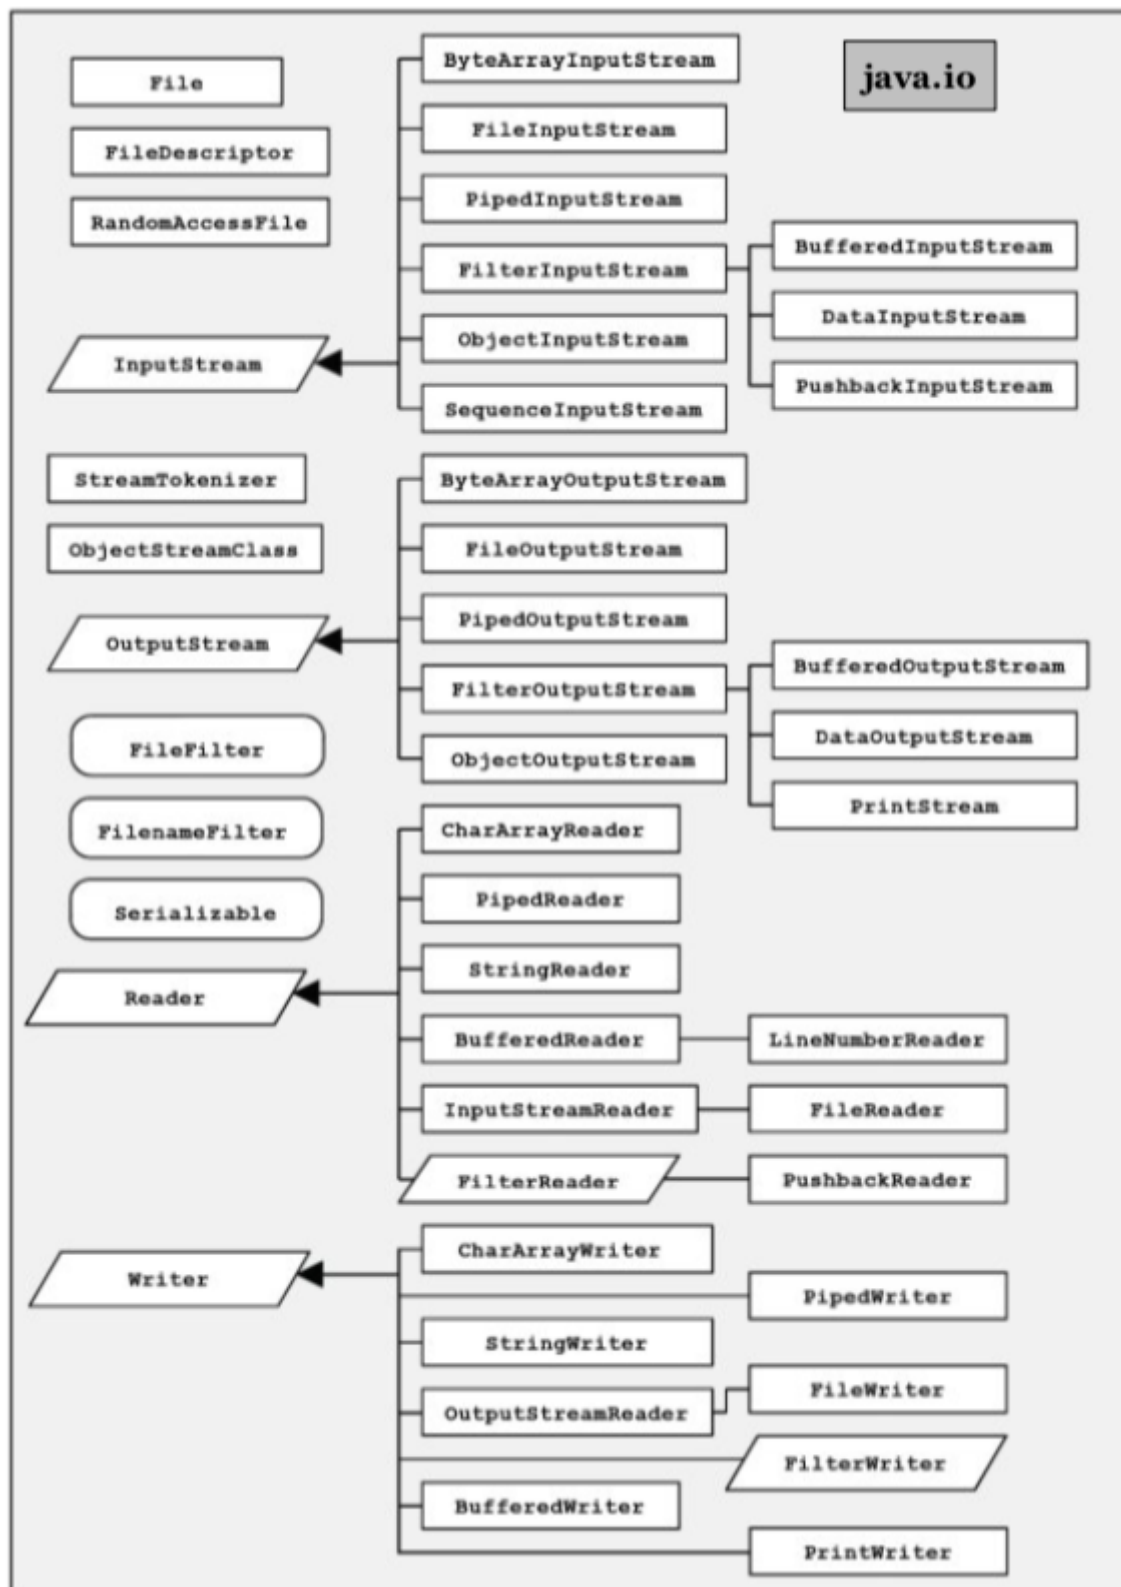 java.io
File
FileDescriptor
RandomAccessFile
InputStream
ByteArrayInputStream
FileInputStream
PipedInputStream
FilterInputStream
ObjectInputStream
SequenceInputStream
BufferedInputStream
DataInputStream
PushbackInputStream
StreamTokenizer
ObjectStreamClass
OutputStream
ByteArrayOutputStream
FileOutputStream
PipedOutputStream
FilterOutputStream
ObjectOutputStream
BufferedOutputStream
DataOutputStream
PrintStream
FileFilter
FilenameFilter
Serializable
Reader
CharArrayReader
PipedReader
StringReader
BufferedReader
LineNumberReader
InputStreamReader
FileReader
FilterReader
PushbackReader
Writer
CharArrayWriter
PipedWriter
StringWriter
OutputStreamReader
FileWriter
FilterWriter
BufferedWriter
PrintWriter